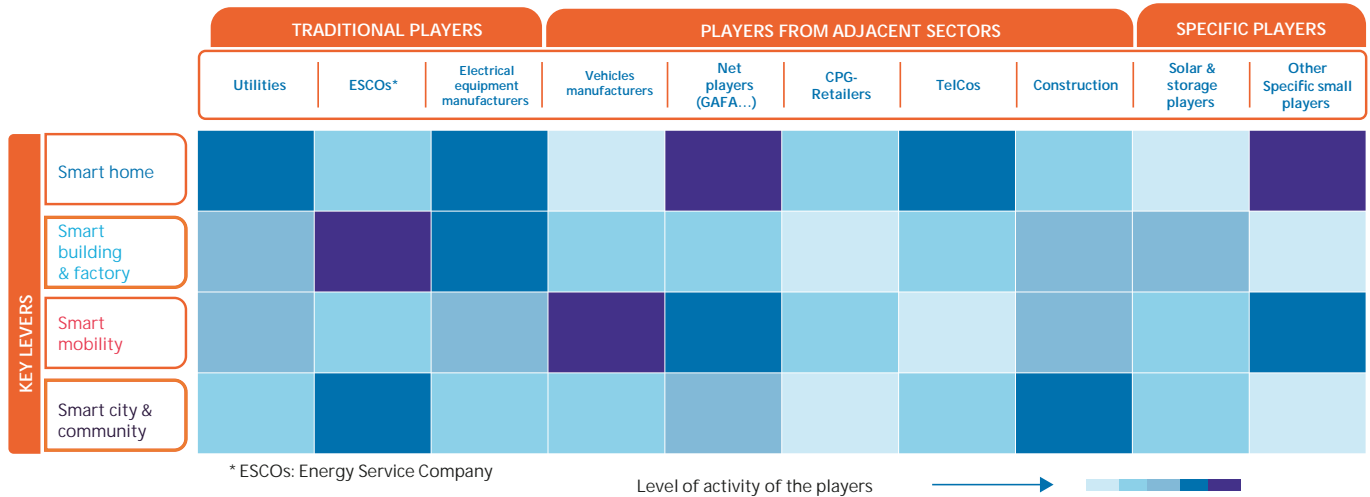 TRADITIONAL PLAYERS
PLAYERS FROM ADJACENT SECTORS
SPECIFIC PLAYERS
Utilities
ESCOs*
Electrical
equipment
manufacturers
Vehicles
manufacturers
Net
players
(GAFA...)
CPG-
Retailers
TelCos
Construction
Solar &
storage
players
Other
Specific small
players
KEY LEVERS
Smart home
Smart
building
& factory
Smart
mobility
Smart city &
community
* ESCOs: Energy Service Company
Level of activity of the players